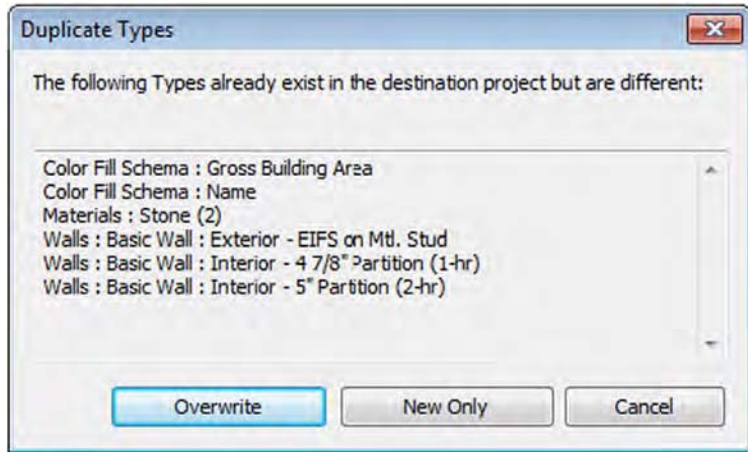 Duplicate Types
The following Types already exist in the destination project but are different:
Color Fill Schema : Gross Building Area
Color Fill Schema : Name
Materials : Stone (2)
Walls : Basic Wall : Exterior - EIFS on Mtl. Stud
Walls : Basic Wall : Interior - 4 7/8" Partition (1-hr)
Walls : Basic Wall : Interior - 5" Partition (2-hr)
Overwrite New Only Cancel